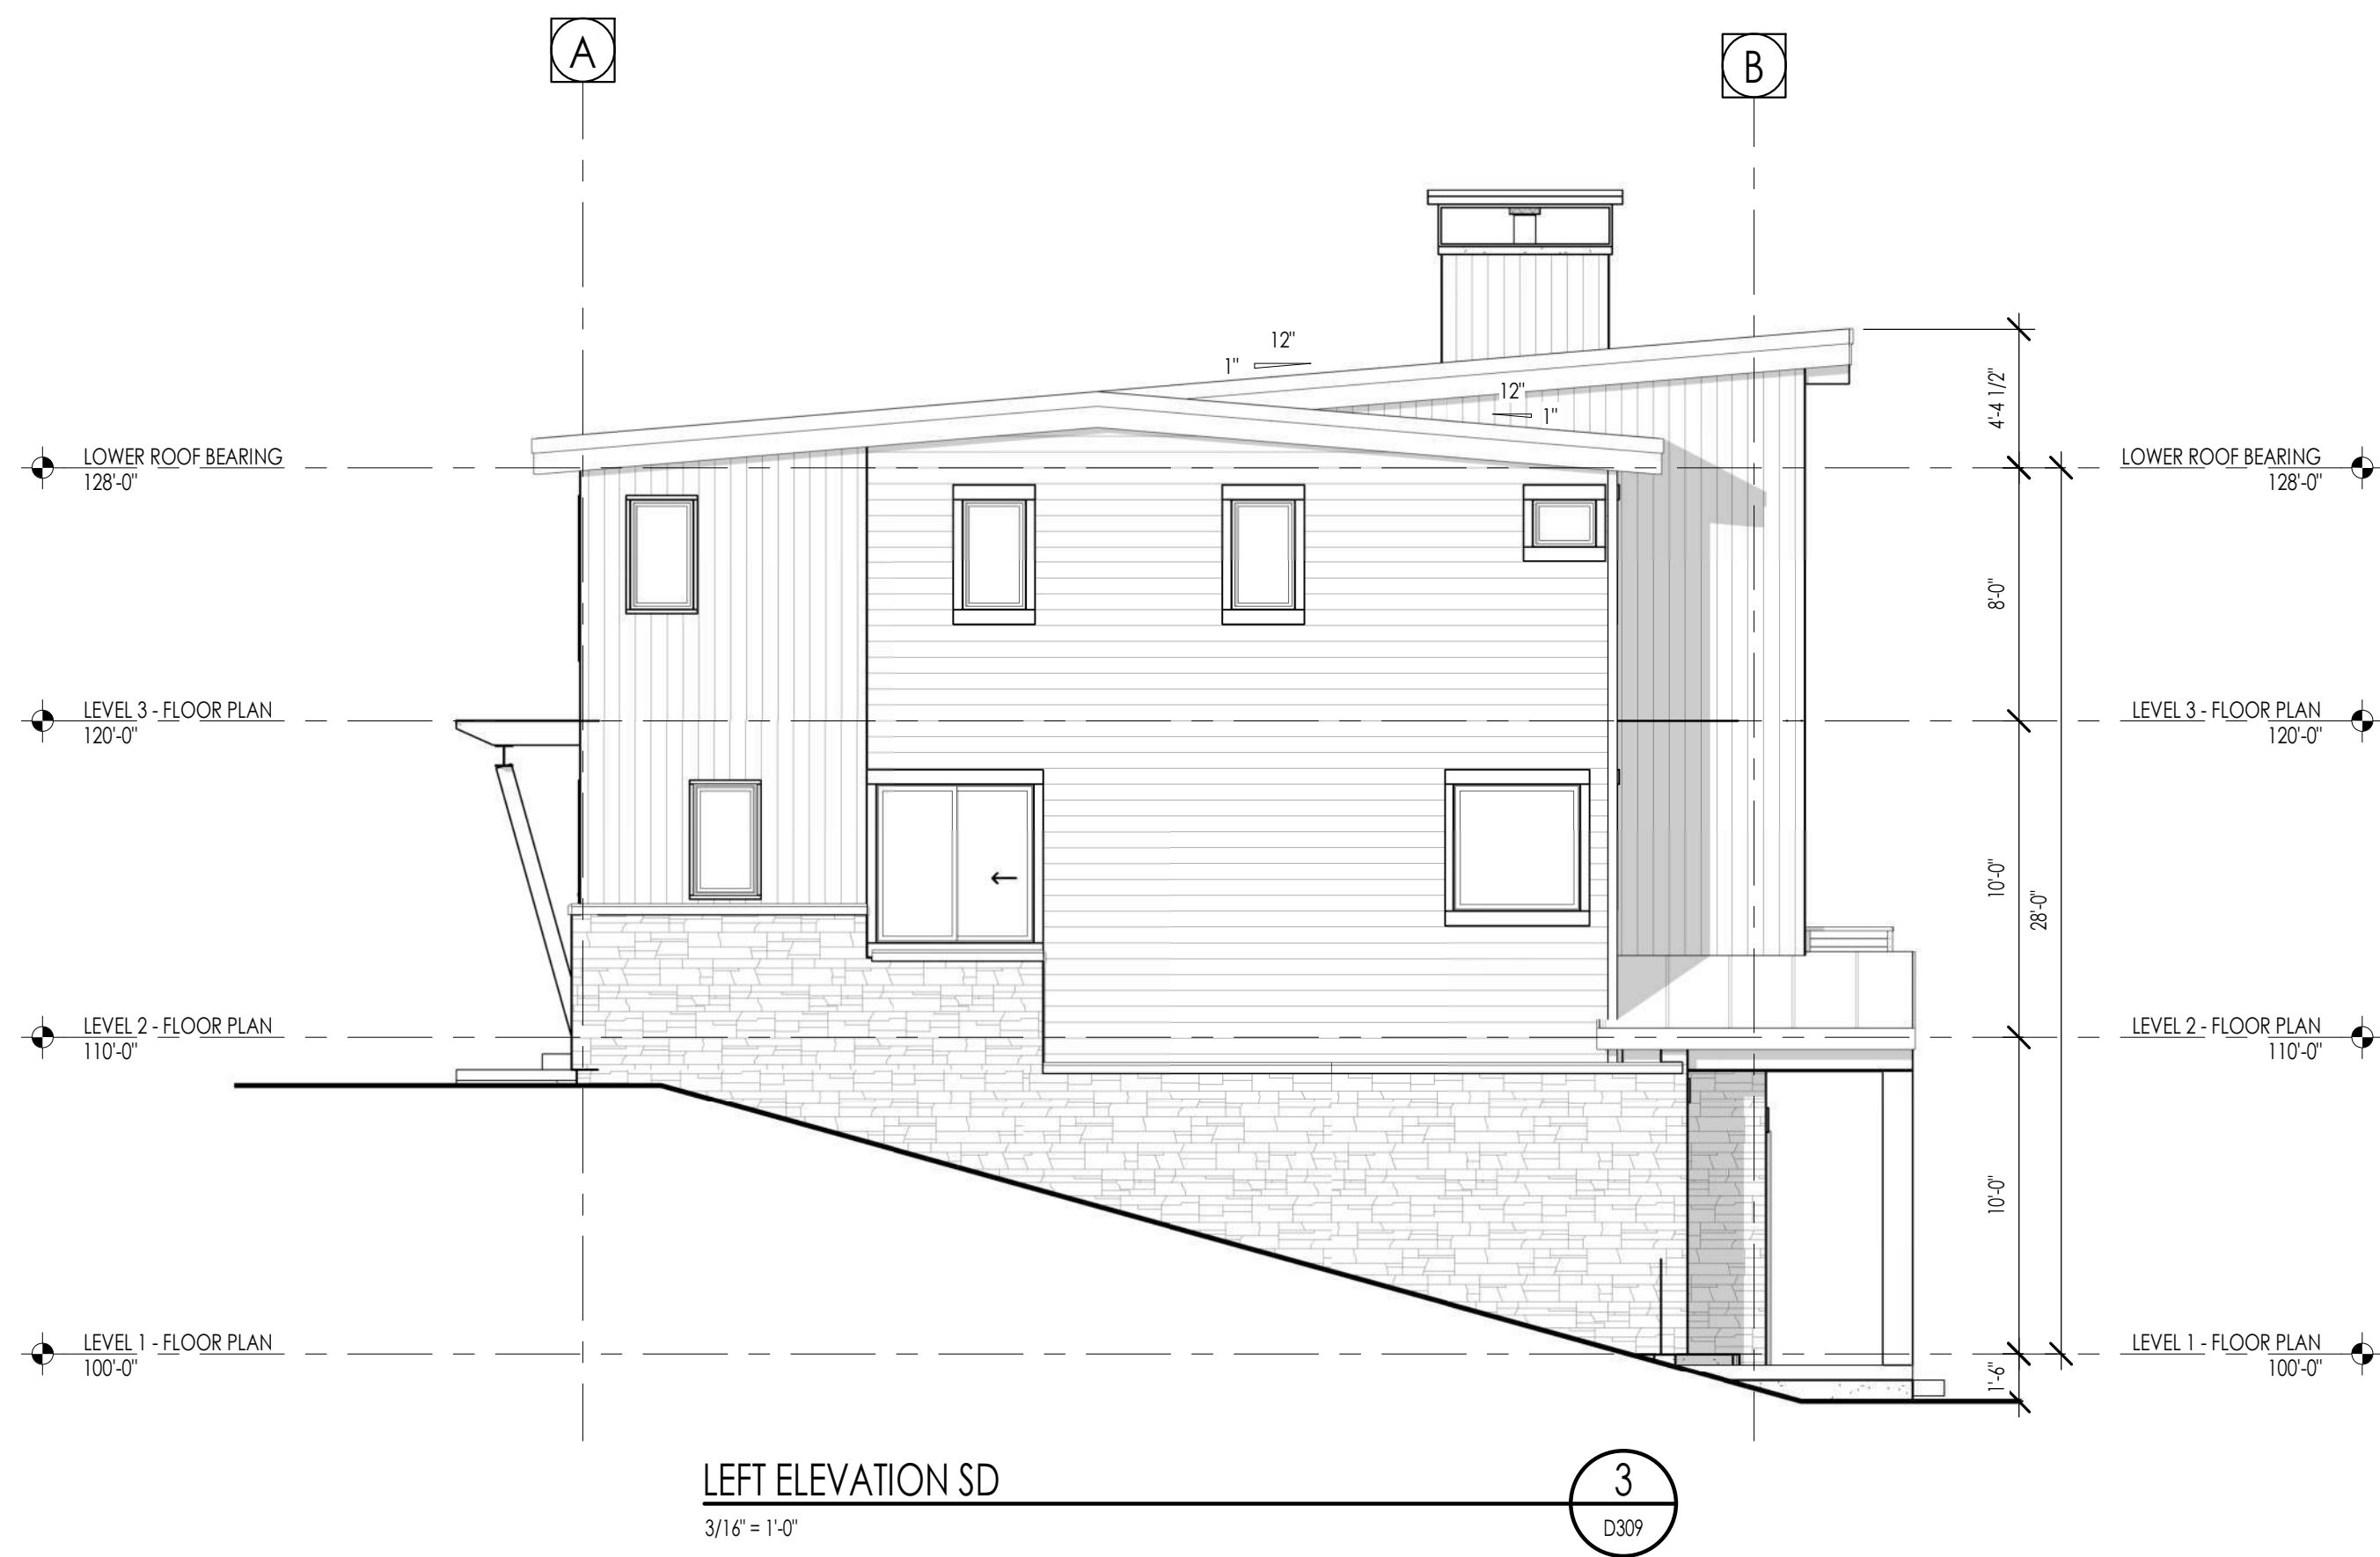 A
B
12"
1"
12"
1"
4'-4 1/2"
LOWER ROOF BEARING
128'-0"
LOWER ROOF BEARING
128'-0"
8'-0"
LEVEL 3 - FLOOR PLAN
120'-0"
LEVEL 3 - FLOOR PLAN
120'-0"
10'-0"
28'-0"
LEVEL 2 - FLOOR PLAN
110'-0"
LEVEL 2 - FLOOR PLAN
110'-0"
10'-0"
LEVEL 1 - FLOOR PLAN
100'-0"
LEVEL 1 - FLOOR PLAN
100'-0"
1'-6"
LEFT ELEVATION SD
3/16" = 1'-0"
3
D309